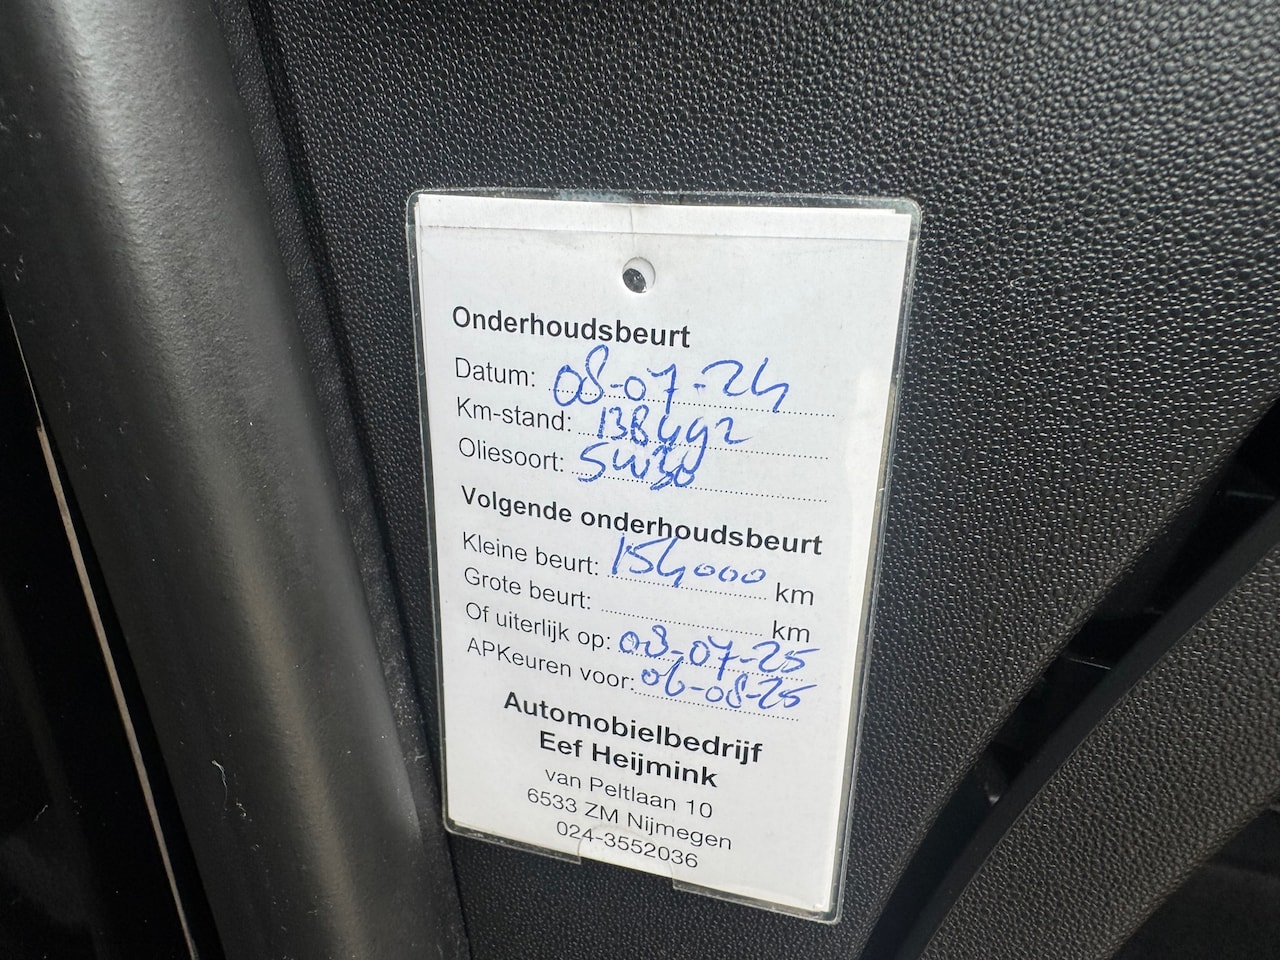 Onderhoudsbeurt
Datum: 08-07-24
Km-stand: 138492
Oliesoort: 5W30
Volgende onderhoudsbeurt
Kleine beurt: 154000 km
Grote beurt: km
Of uiterlijk op: 08-07-25
APKeuren voor: 06-08-25
Automobielbedrijf
Eef Heijmink
van Peltlaan 10
6533 ZM Nijmegen
024-3552036